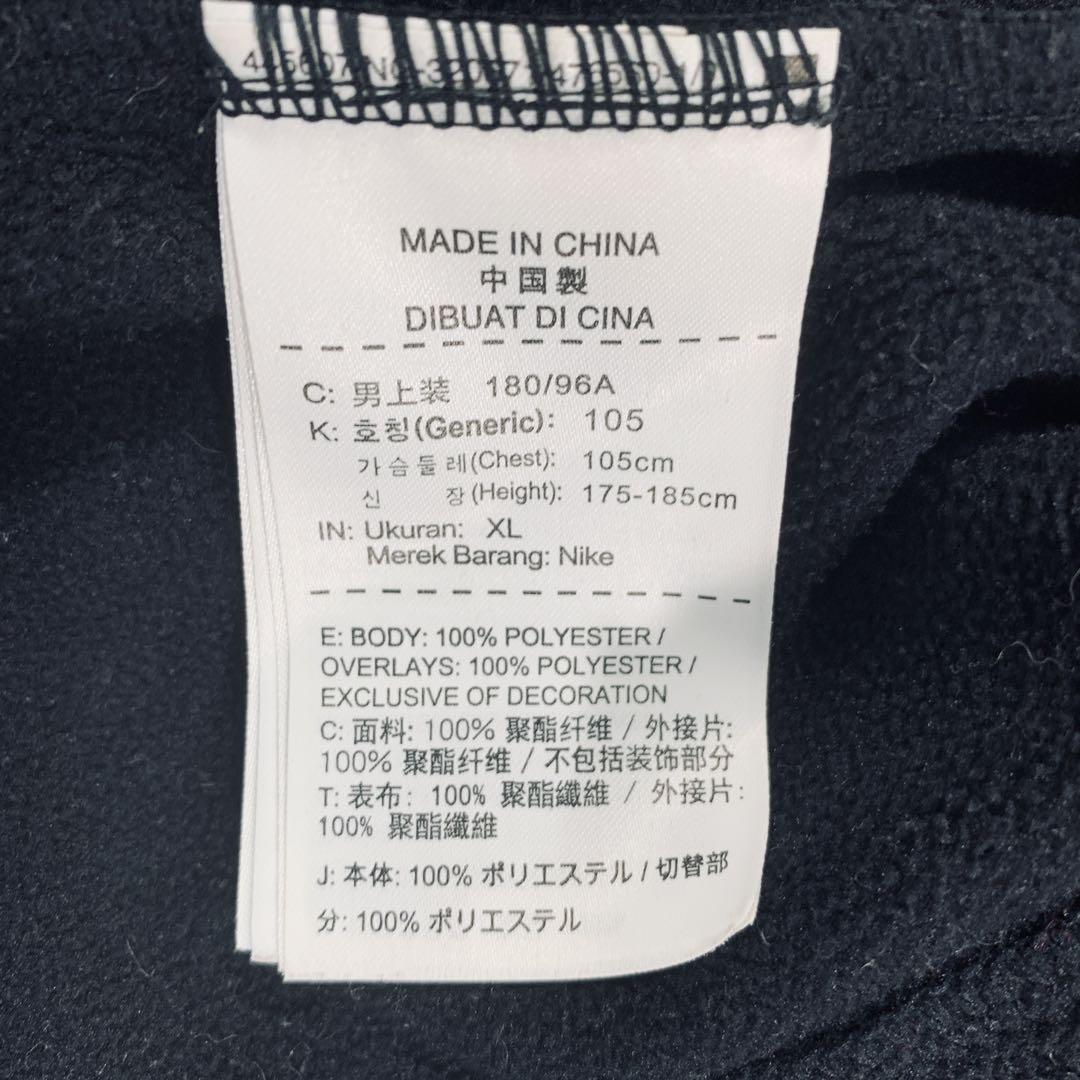 MADE IN CHINA
中国製
DIBUAT DI CINA
C: 男上装 180/96A
K: 호칭(Generic): 105
가슴둘레(Chest): 105cm
신 장(Height): 175-185cm
IN: Ukuran: XL
Merek Barang: Nike
E: BODY: 100% POLYESTER /
OVERLAYS: 100% POLYESTER /
EXCLUSIVE OF DECORATION
C: 面料: 100% 聚酯纤维 / 外接片:
100% 聚酯纤维 / 不包括装饰部分
T: 表布: 100% 聚酯纖維 / 外接片:
100% 聚酯纖維
J: 本体: 100% ポリエステル / 切替部
分: 100% ポリエステル